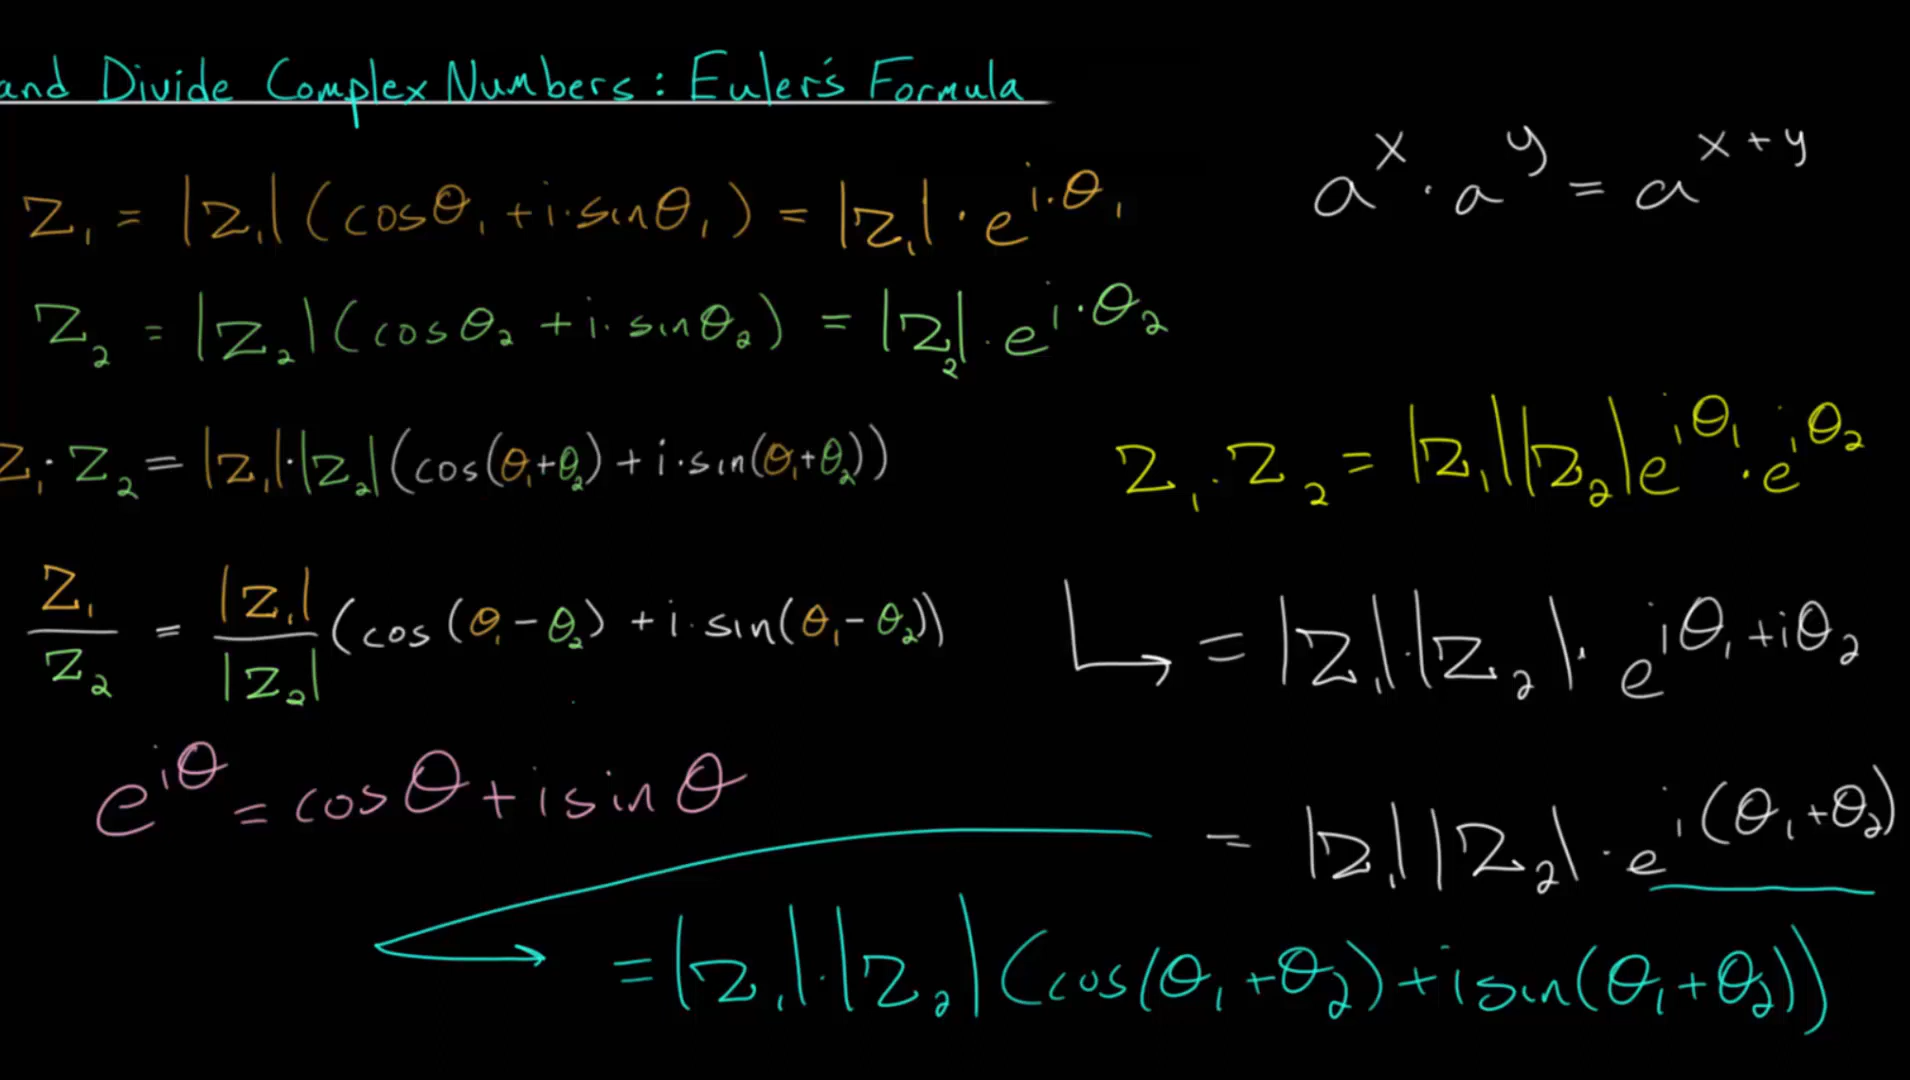 and Divide Complex Numbers: Euler's Formula
a^x · a^y = a^(x+y)
z₁ = |z₁| (cosθ₁ + i·sinθ₁) = |z₁| · e^(i·θ₁)
z₂ = |z₂| (cosθ₂ + i·sinθ₂) = |z₂| · e^(i·θ₂)
z₁ · z₂ = |z₁|·|z₂| (cos(θ₁+θ₂) + i·sin(θ₁+θ₂))
z₁/z₂ = |z₁|/|z₂| (cos(θ₁-θ₂) + i·sin(θ₁-θ₂))
e^(iθ) = cosθ + i sinθ
z₁ · z₂ = |z₁||z₂| e^(iθ₁) · e^(iθ₂)
= |z₁|·|z₂| · e^(iθ₁+iθ₂)
= |z₁||z₂| · e^(i(θ₁+θ₂))
= |z₁|·|z₂| (cos(θ₁+θ₂) + i sin(θ₁+θ₂))